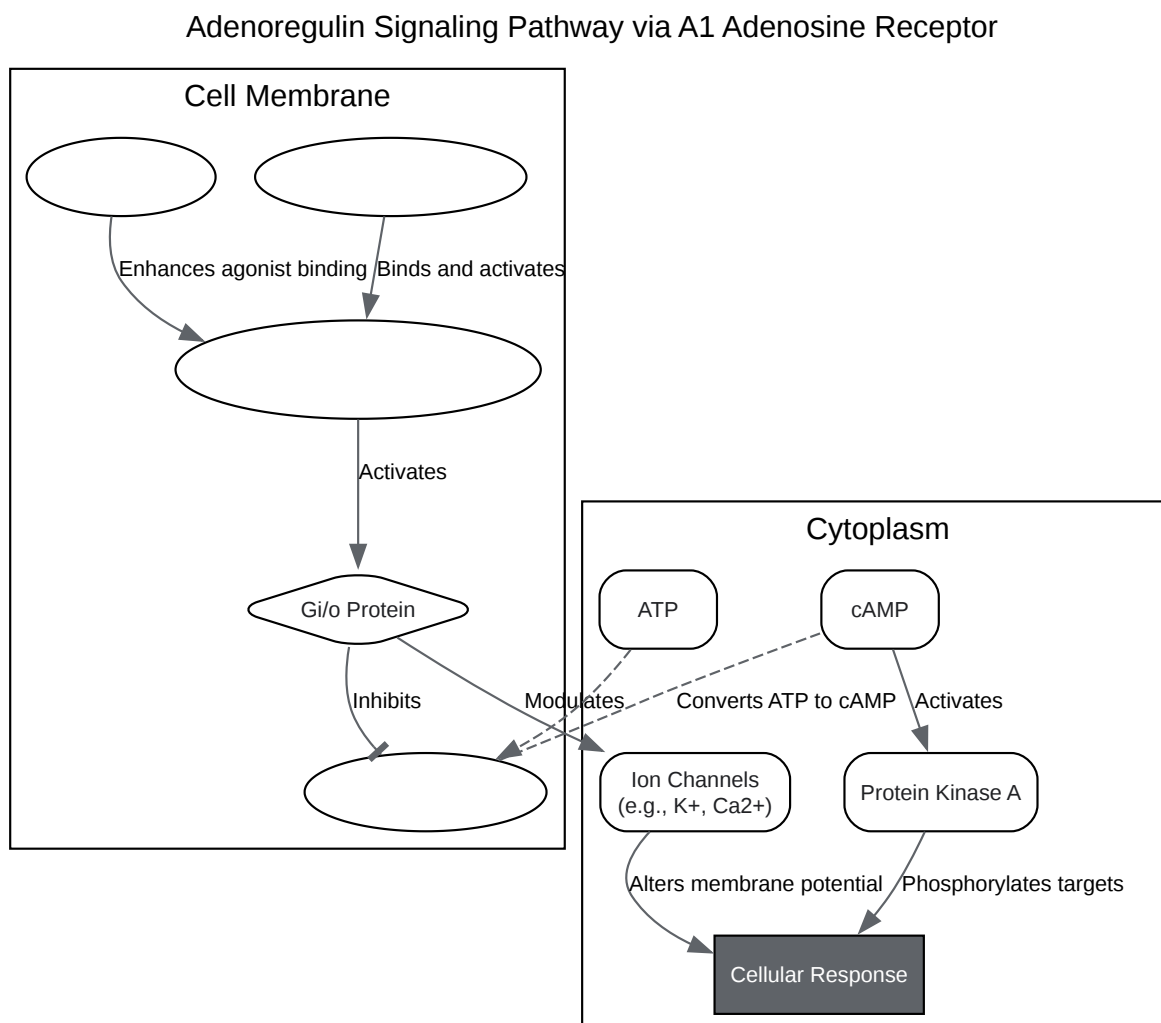 Adenoregulin Signaling Pathway via A1 Adenosine Receptor
Cell Membrane
Enhances agonist binding
Binds and activates
Activates
Cytoplasm
Gi/o Protein
ATP
cAMP
Inhibits
Modulates
Converts ATP to cAMP
Activates
Ion Channels
(e.g., K+, Ca2+)
Protein Kinase A
Alters membrane potential
Phosphorylates targets
Cellular Response